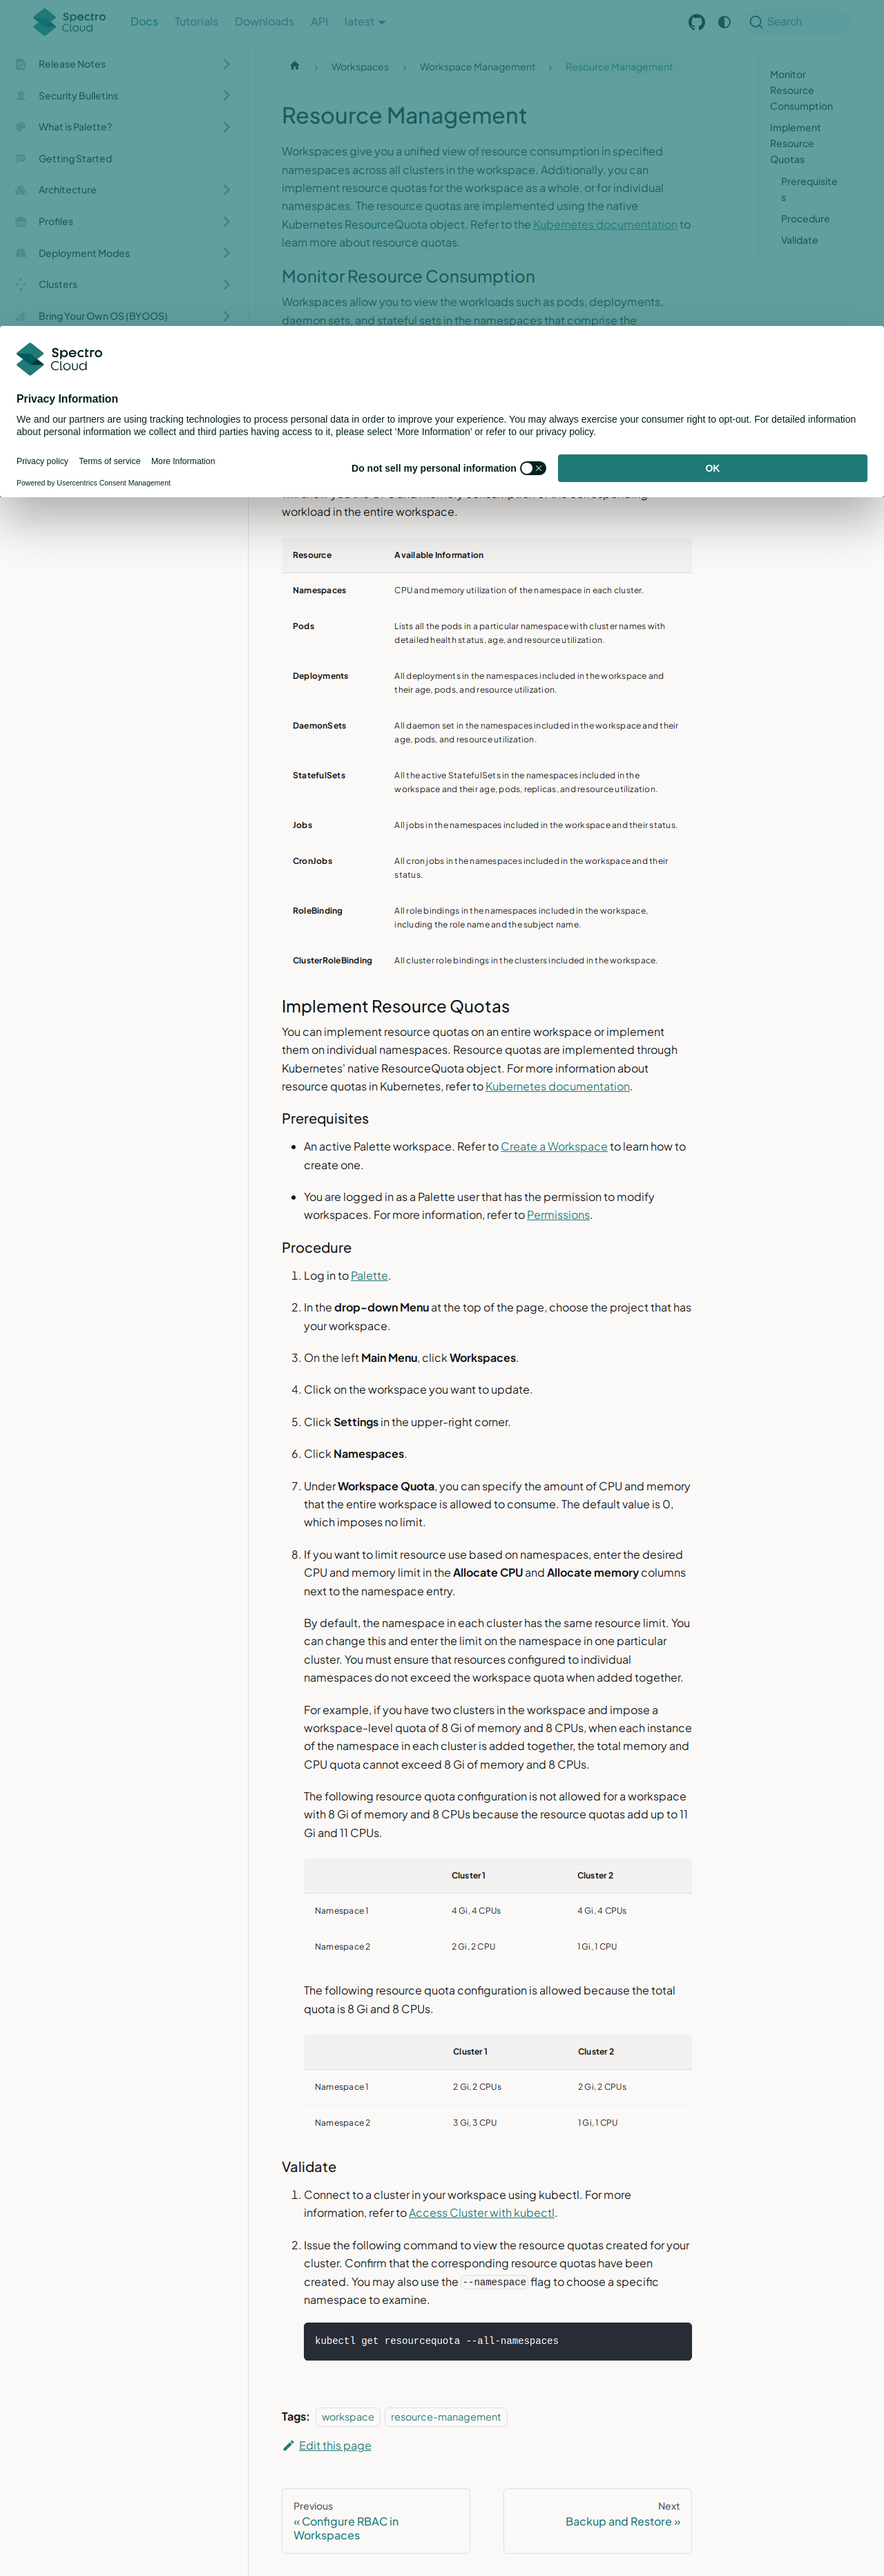 Spectro Cloud
Docs
Tutorials
Downloads
API
latest
Search
Release Notes
Security Bulletins
What is Palette?
Getting Started
Architecture
Profiles
Deployment Modes
Clusters
Bring Your Own OS (BYOOS)
Workspaces
Workspace Management
Resource Management
Resource Management
Workspaces give you a unified view of resource consumption in specified
namespaces across all clusters in the workspace. Additionally, you can
implement resource quotas for the workspace as a whole, or for individual
namespaces. The resource quotas are implemented using the native
Kubernetes ResourceQuota object. Refer to the Kubernetes documentation to
learn more about resource quotas.
Monitor Resource Consumption
Workspaces allow you to view the workloads such as pods, deployments,
daemon sets, and stateful sets in the namespaces that comprise the
Monitor
Resource
Consumption
Implement
Resource
Quotas
Prerequisite
s
Procedure
Validate
Spectro Cloud
Privacy Information
We and our partners are using tracking technologies to process personal data in order to improve your experience. You may always exercise your consumer right to opt-out. For detailed information
about personal information we collect and third parties having access to it, please select ‘More Information’ or refer to our privacy policy.
Privacy policy
Terms of service
More Information
Powered by Usercentrics Consent Management
Do not sell my personal information
OK
workload in the entire workspace.
Resource Available Information
Namespaces CPU and memory utilization of the namespace in each cluster.
Pods Lists all the pods in a particular namespace with cluster names with
detailed health status, age, and resource utilization.
Deployments All deployments in the namespaces included in the workspace and
their age, pods, and resource utilization.
DaemonSets All daemon set in the namespaces included in the workspace and their
age, pods, and resource utilization.
StatefulSets All the active StatefulSets in the namespaces included in the
workspace and their age, pods, replicas, and resource utilization.
Jobs All jobs in the namespaces included in the workspace and their status.
CronJobs All cron jobs in the namespaces included in the workspace and their
status.
RoleBinding All role bindings in the namespaces included in the workspace,
including the role name and the subject name.
ClusterRoleBinding All cluster role bindings in the clusters included in the workspace.
Implement Resource Quotas
You can implement resource quotas on an entire workspace or implement
them on individual namespaces. Resource quotas are implemented through
Kubernetes' native ResourceQuota object. For more information about
resource quotas in Kubernetes, refer to Kubernetes documentation.
Prerequisites
• An active Palette workspace. Refer to Create a Workspace to learn how to
create one.
• You are logged in as a Palette user that has the permission to modify
workspaces. For more information, refer to Permissions.
Procedure
1. Log in to Palette.
2. In the drop-down Menu at the top of the page, choose the project that has
your workspace.
3. On the left Main Menu, click Workspaces.
4. Click on the workspace you want to update.
5. Click Settings in the upper-right corner.
6. Click Namespaces.
7. Under Workspace Quota, you can specify the amount of CPU and memory
that the entire workspace is allowed to consume. The default value is 0,
which imposes no limit.
8. If you want to limit resource use based on namespaces, enter the desired
CPU and memory limit in the Allocate CPU and Allocate memory columns
next to the namespace entry.
By default, the namespace in each cluster has the same resource limit. You
can change this and enter the limit on the namespace in one particular
cluster. You must ensure that resources configured to individual
namespaces do not exceed the workspace quota when added together.
For example, if you have two clusters in the workspace and impose a
workspace-level quota of 8 Gi of memory and 8 CPUs, when each instance
of the namespace in each cluster is added together, the total memory and
CPU quota cannot exceed 8 Gi of memory and 8 CPUs.
The following resource quota configuration is not allowed for a workspace
with 8 Gi of memory and 8 CPUs because the resource quotas add up to 11
Gi and 11 CPUs.
Cluster 1 Cluster 2
Namespace 1 4 Gi, 4 CPUs 4 Gi, 4 CPUs
Namespace 2 2 Gi, 2 CPU 1 Gi, 1 CPU
The following resource quota configuration is allowed because the total
quota is 8 Gi and 8 CPUs.
Cluster 1 Cluster 2
Namespace 1 2 Gi, 2 CPUs 2 Gi, 2 CPUs
Namespace 2 3 Gi, 3 CPU 1 Gi, 1 CPU
Validate
1. Connect to a cluster in your workspace using kubectl. For more
information, refer to Access Cluster with kubectl.
2. Issue the following command to view the resource quotas created for your
cluster. Confirm that the corresponding resource quotas have been
created. You may also use the --namespace flag to choose a specific
namespace to examine.
kubectl get resourcequota --all-namespaces
Tags: workspace resource-management
Edit this page
Previous
« Configure RBAC in
Workspaces
Next
Backup and Restore »